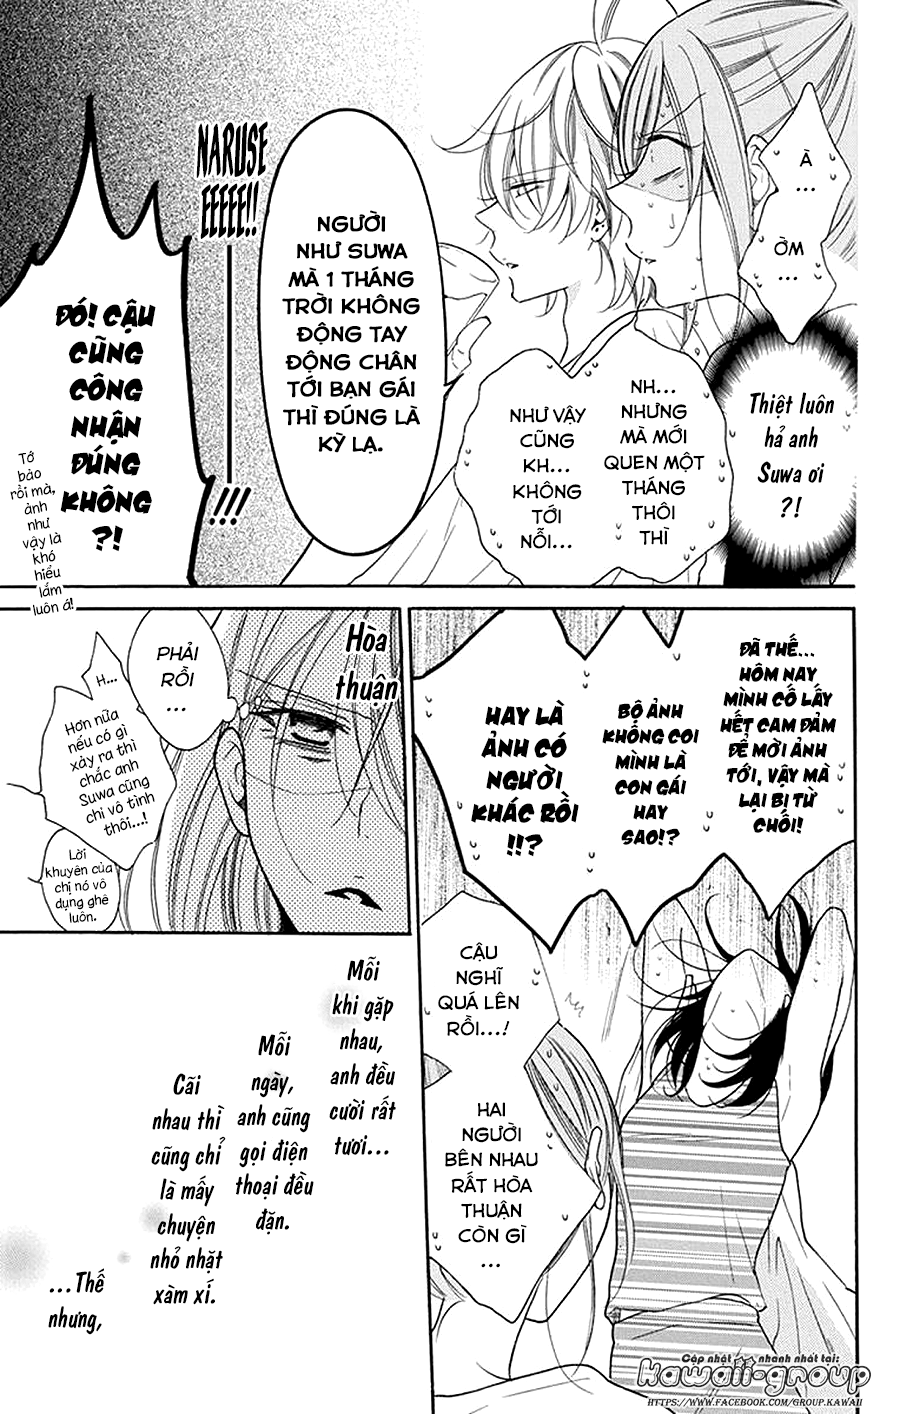 À
...
ỜM
...
Thiệt luôn
hả anh
Suwa ơi
?!
NH...
NHƯNG
MÀ MỚI
QUEN MỘT
THÁNG
THÔI
THÌ
NHƯ VẬY
CŨNG
KH...
KHÔNG
TỚI
NỖI...
NGƯỜI
NHƯ SUWA
MÀ 1 THÁNG
TRỜI KHÔNG
ĐỘNG TAY
ĐỘNG CHÂN
TỚI BẠN GÁI
THÌ ĐÚNG LÀ
KỲ LẠ.
NARUSE
EEEEE!!
!!!
ĐÓ! CẬU
CŨNG
CÔNG
NHẬN
ĐÚNG
KHÔNG
?!
Tớ
bảo
rồi mà,
ảnh
như
vậy là
khó
hiểu
lắm
luôn á!
ĐÃ THẾ...
HÔM NAY
MÌNH CỐ LẤY
HẾT CAM ĐẢM
ĐỂ MỜI ẢNH
TỚI, VẬY MÀ
LẠI BỊ TỪ
CHỐI!
BỘ ẢNH
KHÔNG COI
MÌNH LÀ
CON GÁI
HAY
SAO!?
HAY LÀ
ẢNH CÓ
NGƯỜI
KHÁC RỒI
!!?
CẬU
NGHĨ
QUÁ LÊN
RỒI...!
HAI
NGƯỜI
BÊN NHAU
RẤT HÒA
THUẬN
CÒN GÌ
...
Hòa
thuận
PHẢI
RỒI
...
H...
Hơn nữa
nếu có gì
xảy ra thì
chắc anh
Suwa cũng
chỉ vô tình
thôi...!
Lời
khuyên của
chị nó vô
dụng ghê
luôn.
Mỗi
khi gặp
nhau,
anh đều
cười rất
tươi...
Mỗi
ngày,
anh cũng
gọi điện
thoại đều
đặn.
Cãi
nhau thì
cũng chỉ
là mấy
chuyện
nhỏ nhặt
xàm xí.
...Thế
nhưng,
Cập nhật nhanh nhất tại:
kawaii-group
HTTPS://WWW.FACEBOOK.COM/GROUP.KAWAII